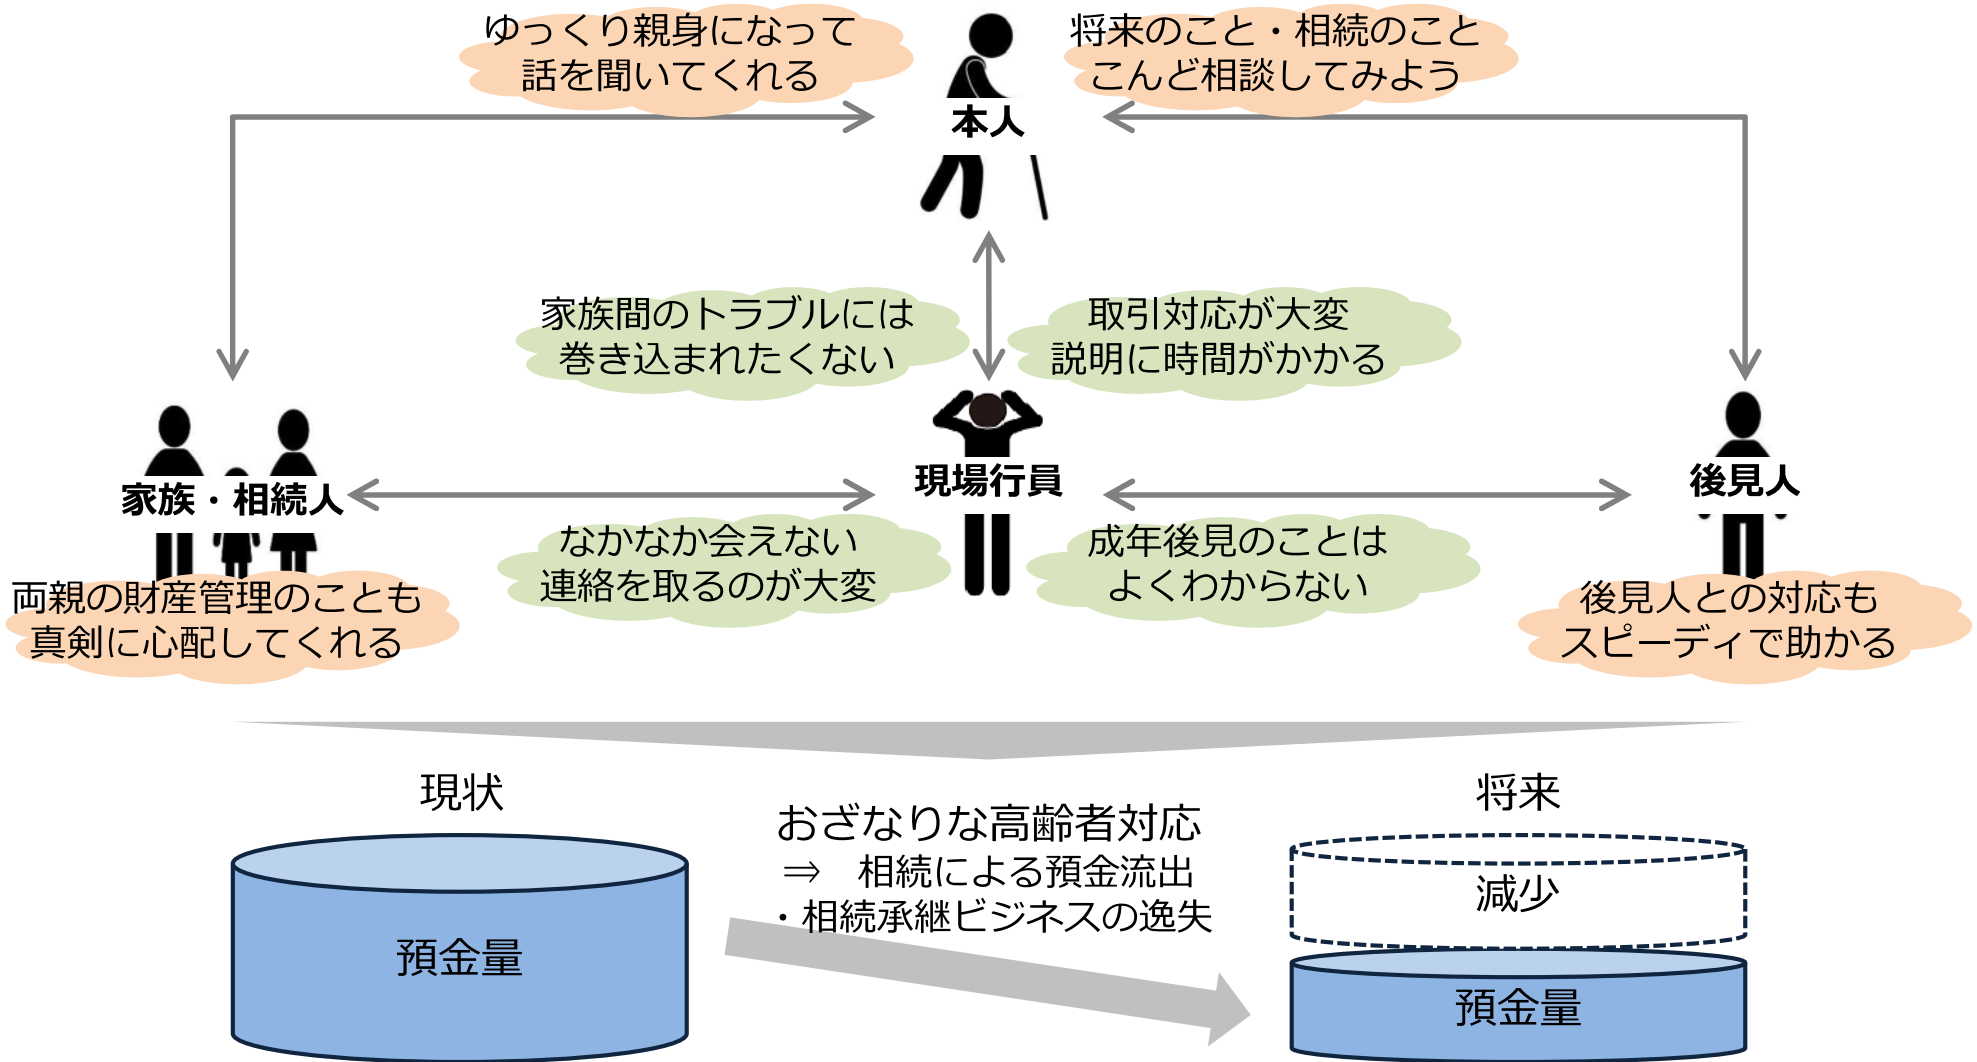 ゆっくり親身になって
話を聞いてくれる
将来のこと・相続のこと
こんど相談してみよう
本人
家族間のトラブルには
巻き込まれたくない
取引対応が大変
説明に時間がかかる
家族・相続人
現場行員
後見人
なかなか会えない
連絡を取るのが大変
成年後見のことは
よくわからない
両親の財産管理のことも
真剣に心配してくれる
後見人との対応も
スピーディで助かる
現状
預金量
おざなりな高齢者対応
⇒　相続による預金流出
・相続承継ビジネスの逸失
将来
減少
預金量